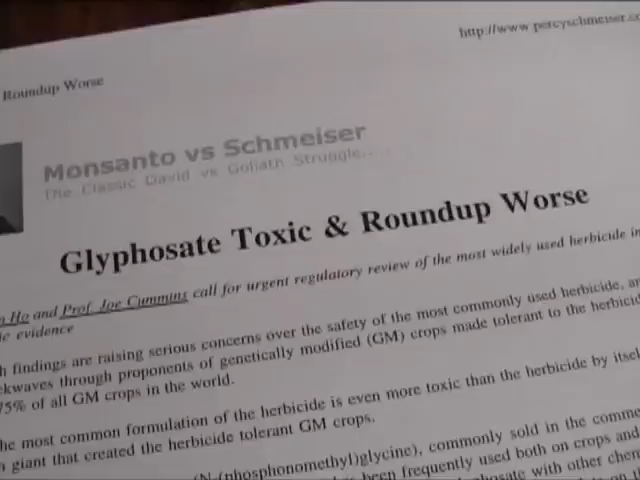 http://www.percyschmeiser.co
Roundup Worse
Monsanto vs Schmeiser
The Classic David vs Goliath Struggle....
Glyphosate Toxic & Roundup Worse
Ho and Prof. Joe Cummins call for urgent regulatory review of the most widely used herbicide in
evidence
findings are raising serious concerns over the safety of the most commonly used herbicide, an
through proponents of genetically modified (GM) crops made tolerant to the herbicide
75% of all GM crops in the world.
he most common formulation of the herbicide is even more toxic than the herbicide by itsel
giant that created the herbicide tolerant GM crops.
(N-(phosphonomethyl)glycine), commonly sold in the comme
been frequently used both on crops and
with other chem